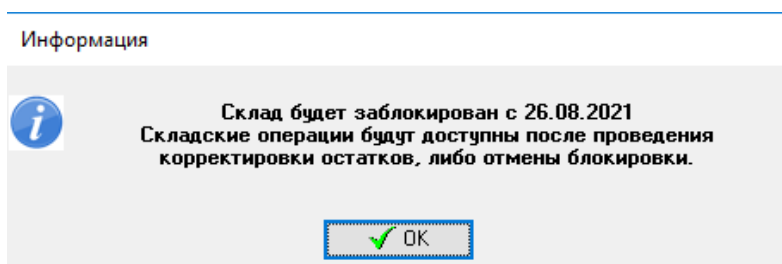 Информация
Склад будет заблокирован с 26.08.2021
Складские операции будут доступны после проведения
корректировки остатков, либо отмены блокировки.
OK